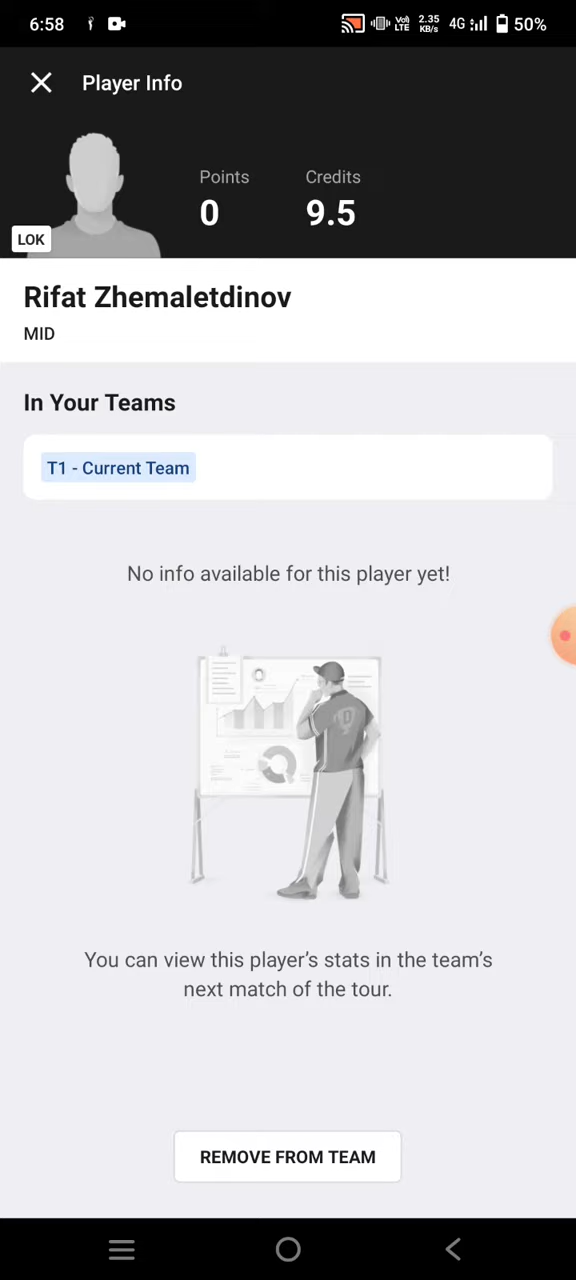 6:58
Vo) LTE
2.35 KB/s
4G
50%
Player Info
Points
Credits
0
9.5
LOK
Rifat Zhemaletdinov
MID
In Your Teams
T1 - Current Team
No info available for this player yet!
D
You can view this player's stats in the team's
next match of the tour.
REMOVE FROM TEAM